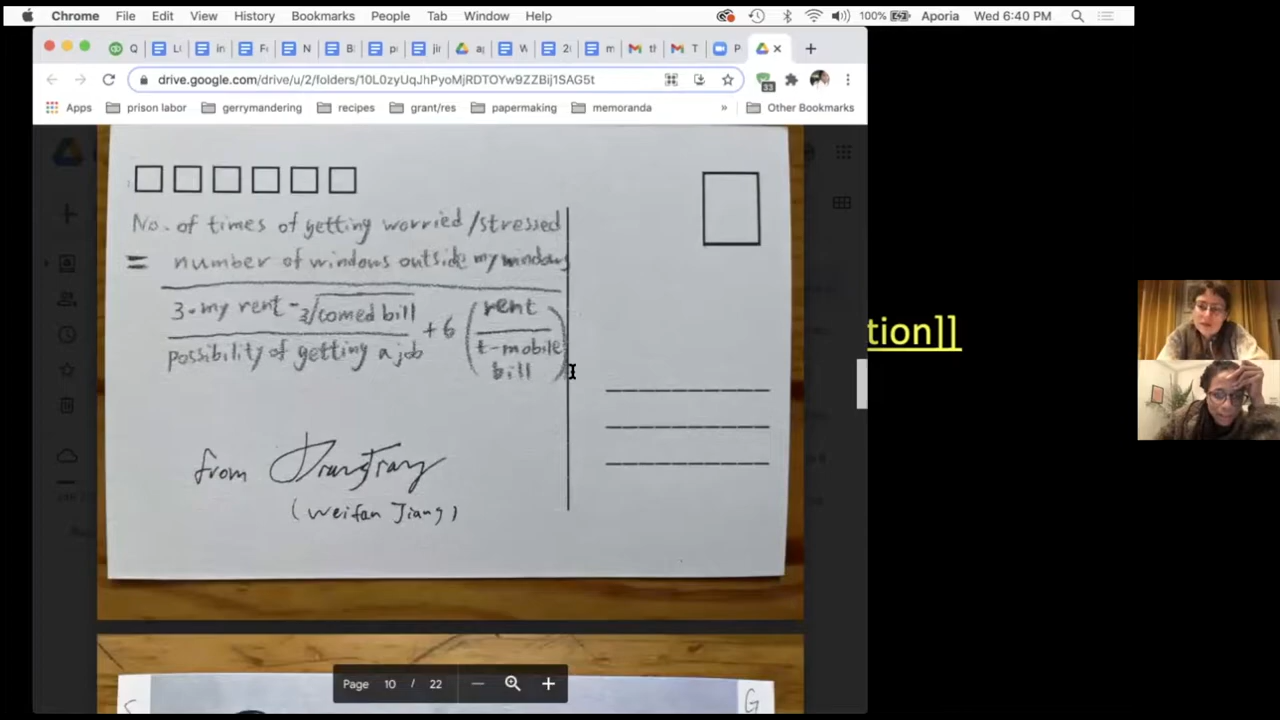 Chrome File Edit View History Bookmarks People Tab Window Help 100% Aporia Wed 6:40 PM
drive.google.com/drive/u/2/folders/10L0zyUqJhPyoMjRDTOYw9ZZBij1SAG5t
33
Apps prison labor gerrymandering recipes grant/res papermaking memoranda » Other Bookmarks
No. of times of getting worried/stressed
= number of windows outside my windows
3·my rent - 3√comed bill
possibility of getting a job
+ 6
rent
t-mobile
bill
tion]]
from
(Weifan Jiang)
Page 10 / 22
G